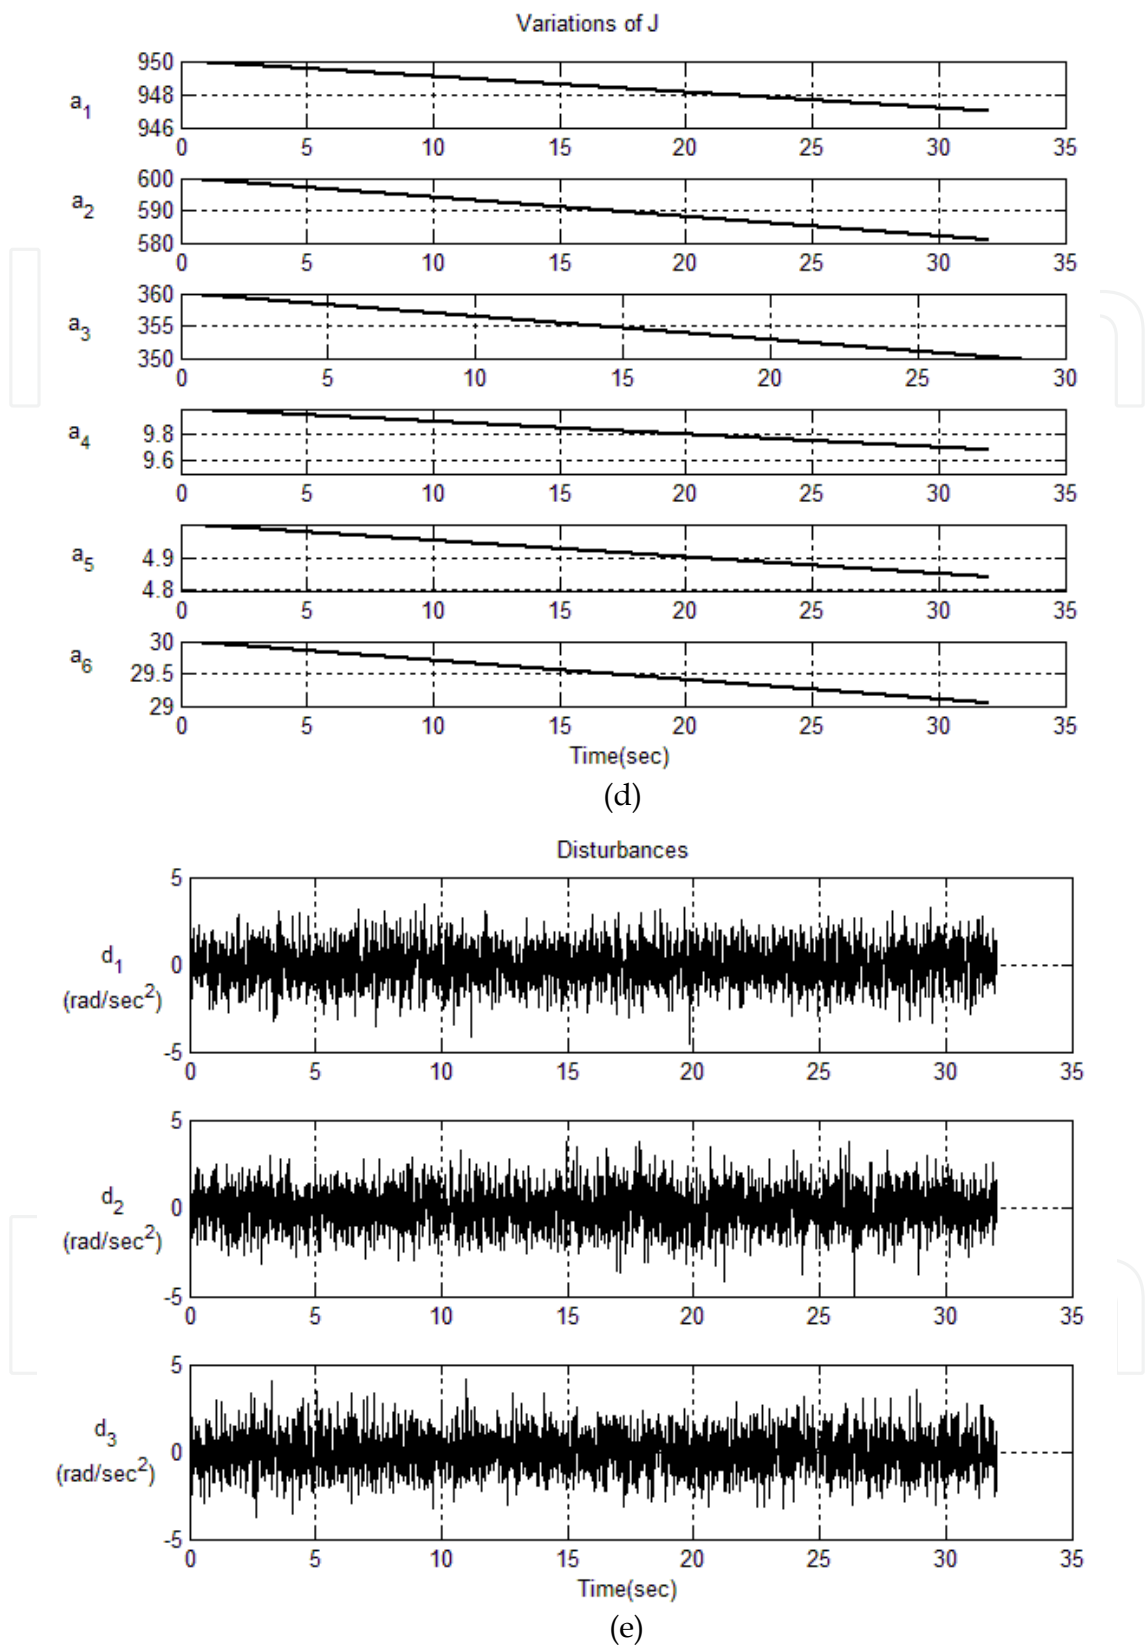 Variations of J
950
948
946
a1
0 5 10 15 20 25 30 35
600
590
580
a2
0 5 10 15 20 25 30 35
360
355
350
a3
0 5 10 15 20 25 30
9.8
9.6
a4
0 5 10 15 20 25 30 35
4.9
4.8
a5
0 5 10 15 20 25 30 35
30
29.5
29
a6
0 5 10 15 20 25 30 35
Time(sec)
(d)
Disturbances
5
0
-5
d1
(rad/sec2)
0 5 10 15 20 25 30 35
5
0
-5
d2
(rad/sec2)
0 5 10 15 20 25 30 35
5
0
-5
d3
(rad/sec2)
0 5 10 15 20 25 30 35
Time(sec)
(e)